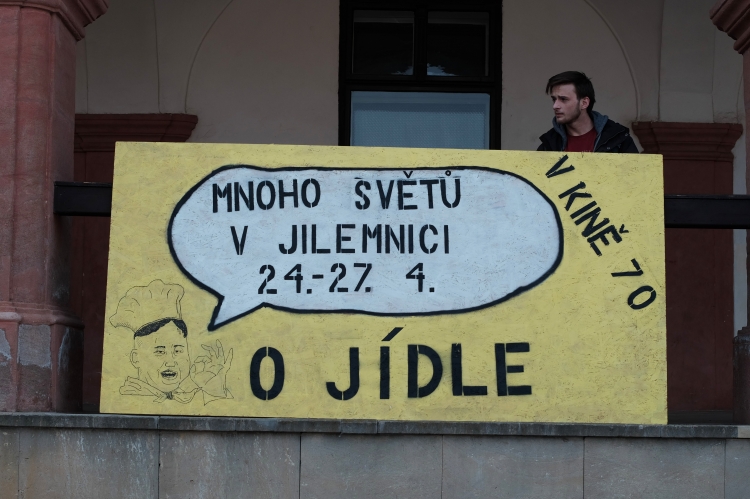 MNOHO SVĚTŮ
V JILEMNICI
24.-27. 4.
V KINĚ 70
O JÍDLE